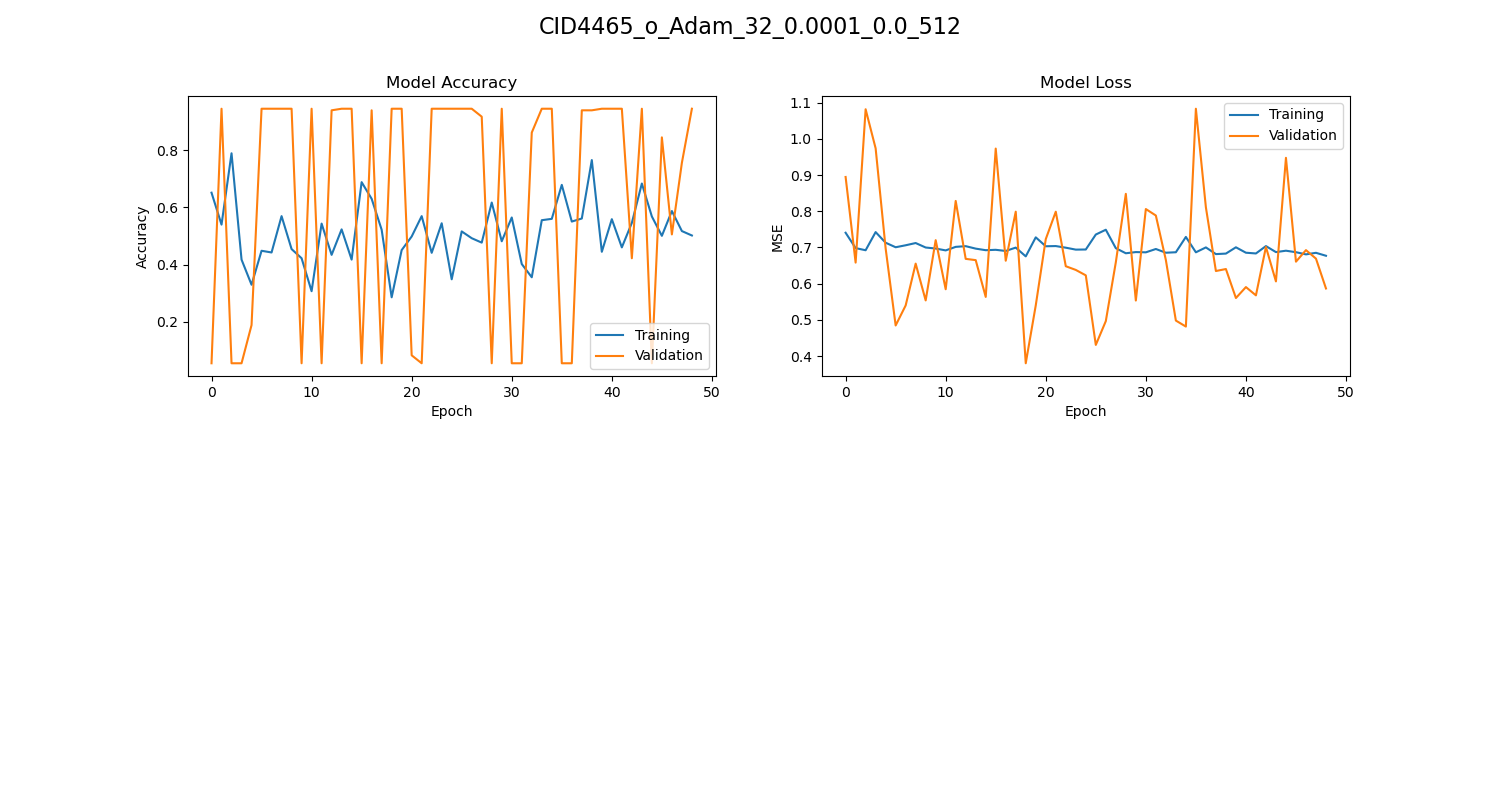 CID4465_o_Adam_32_0.0001_0.0_512
Model Accuracy
Accuracy
0.8
0.6
0.4
0.2
Training
Validation
0 10 20 30 40 50
Epoch
Model Loss
MSE
1.1
1.0
0.9
0.8
0.7
0.6
0.5
0.4
Training
Validation
0 10 20 30 40 50
Epoch